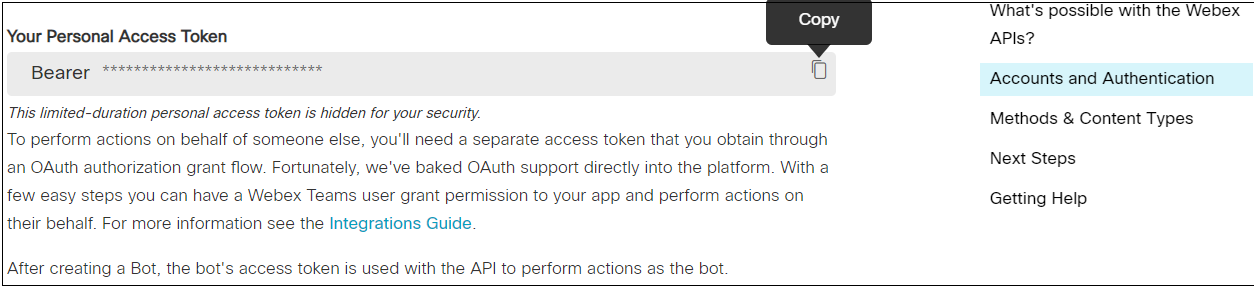 Copy
Your Personal Access Token
Bearer ****************************
This limited-duration personal access token is hidden for your security.
To perform actions on behalf of someone else, you'll need a separate access token that you obtain through
an OAuth authorization grant flow. Fortunately, we've baked OAuth support directly into the platform. With a
few easy steps you can have a Webex Teams user grant permission to your app and perform actions on
their behalf. For more information see the Integrations Guide.
After creating a Bot, the bot's access token is used with the API to perform actions as the bot.
What's possible with the Webex
APIs?
Accounts and Authentication
Methods & Content Types
Next Steps
Getting Help